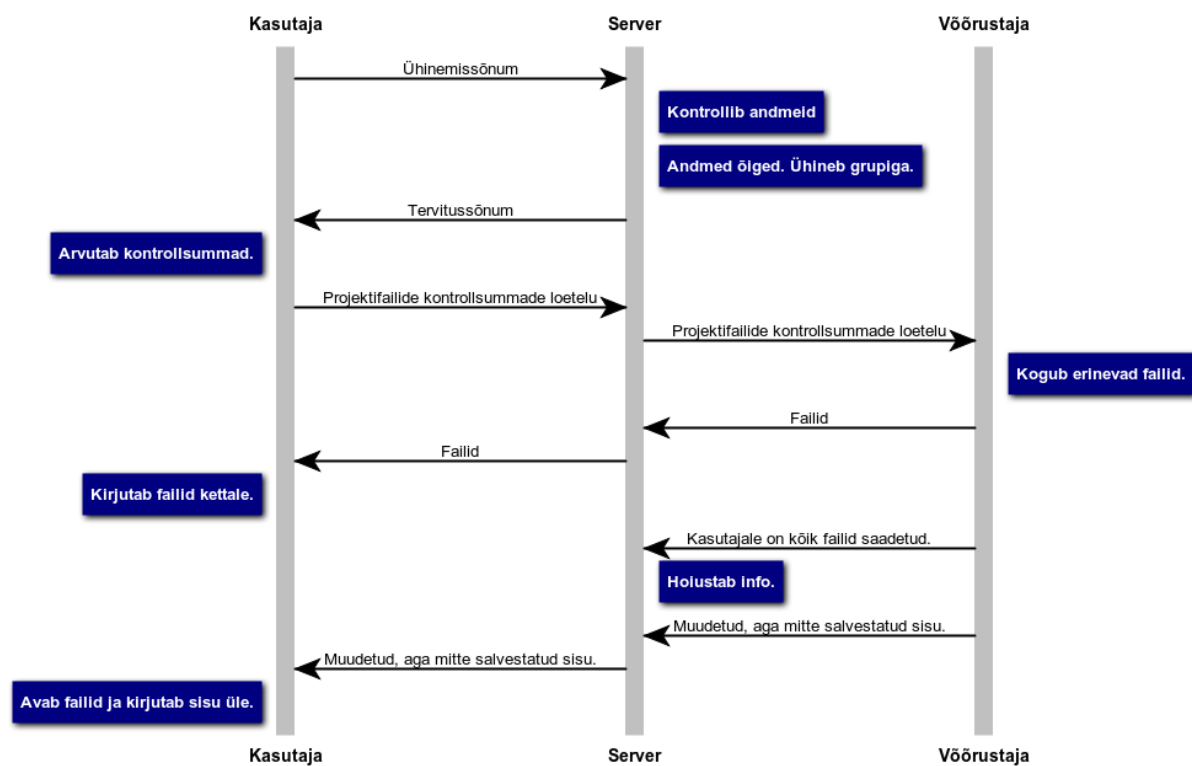 Kasutaja Server Võõrustaja
Ühinemissõnum
Kontrollib andmeid
Andmed õiged. Ühineb grupiga.
Tervitussõnum
Arvutab kontrollsummad.
Projektifailide kontrollsummade loetelu
Projektifailide kontrollsummade loetelu
Kogub erinevad failid.
Failid
Failid
Kirjutab failid kettale.
Kasutajale on kõik failid saadetud.
Hoiustab info.
Muudetud, aga mitte salvestatud sisu.
Muudetud, aga mitte salvestatud sisu.
Avab failid ja kirjutab sisu üle.
Kasutaja Server Võõrustaja